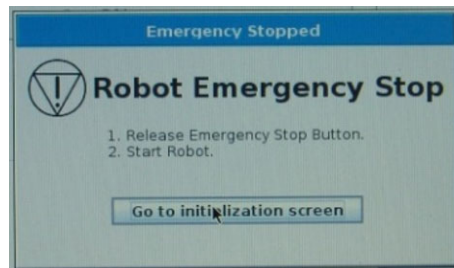 Emergency Stopped
Robot Emergency Stop
1. Release Emergency Stop Button.
2. Start Robot.
Go to initialization screen